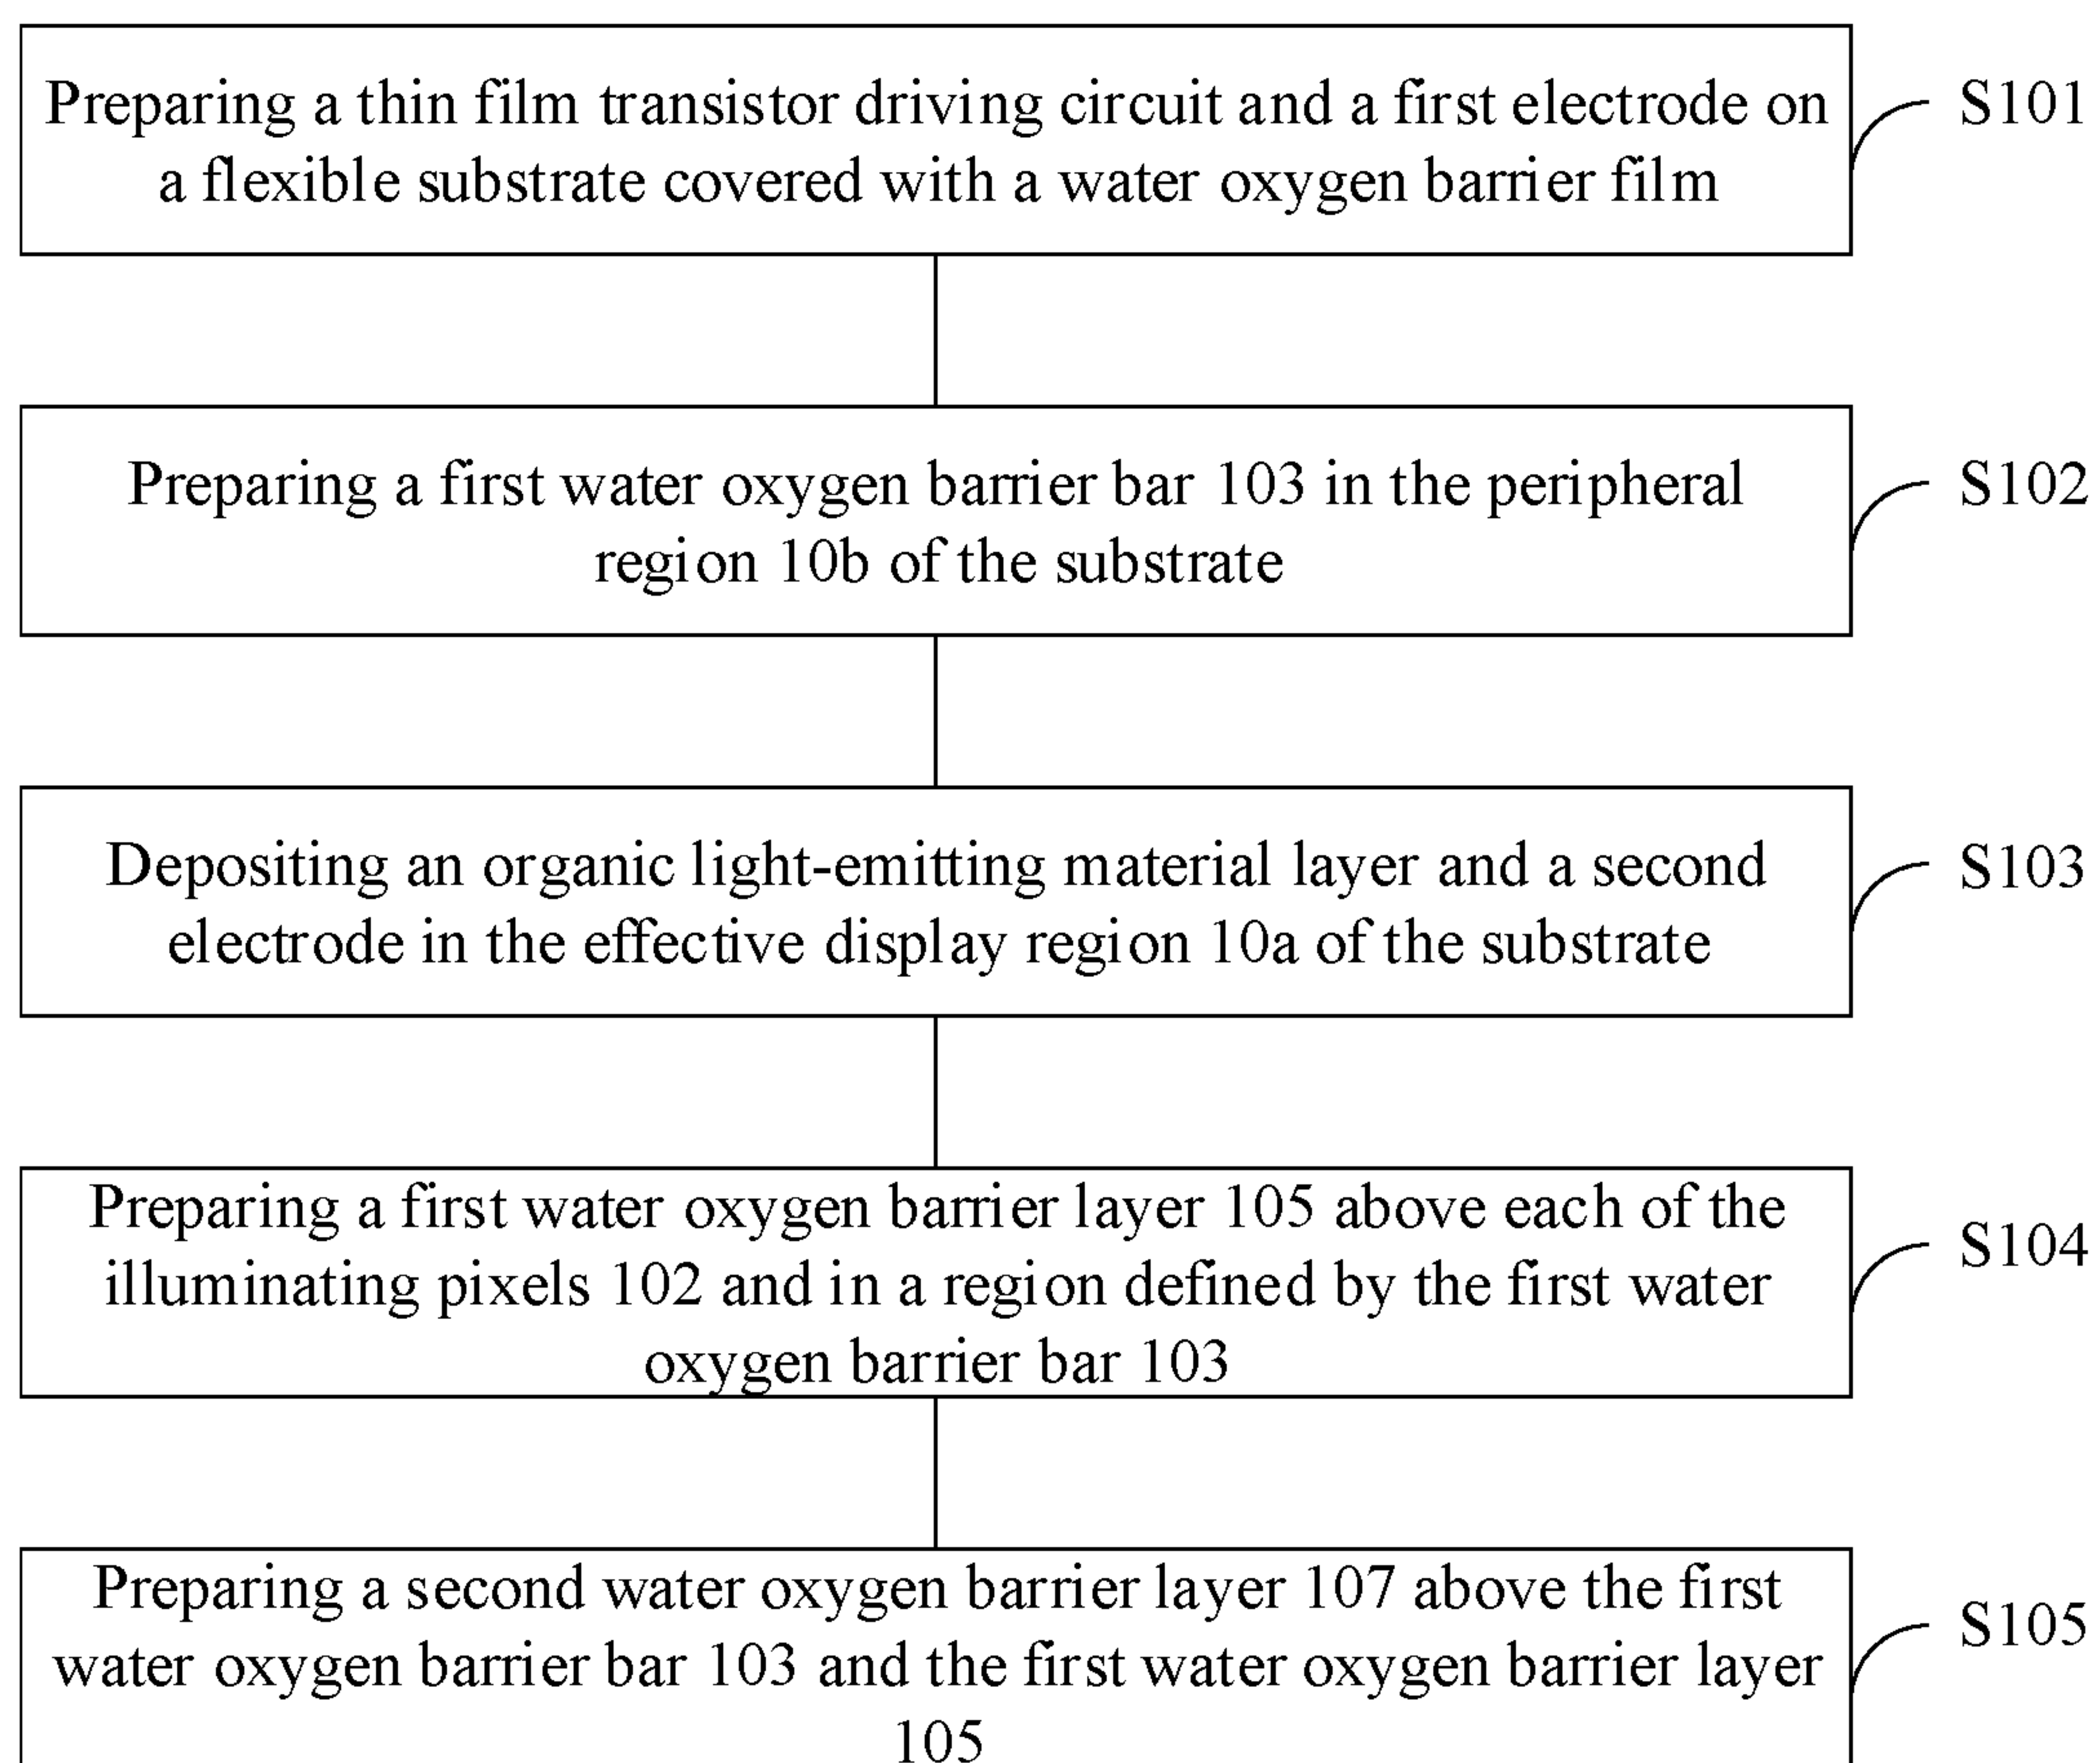 Preparing a thin film transistor driving circuit and a first electrode on
a flexible substrate covered with a water oxygen barrier film
S101
Preparing a first water oxygen barrier bar 103 in the peripheral
region 10b of the substrate
S102
Depositing an organic light-emitting material layer and a second
electrode in the effective display region 10a of the substrate
S103
Preparing a first water oxygen barrier layer 105 above each of the
illuminating pixels 102 and in a region defined by the first water
oxygen barrier bar 103
S104
Preparing a second water oxygen barrier layer 107 above the first
water oxygen barrier bar 103 and the first water oxygen barrier layer
105
S105